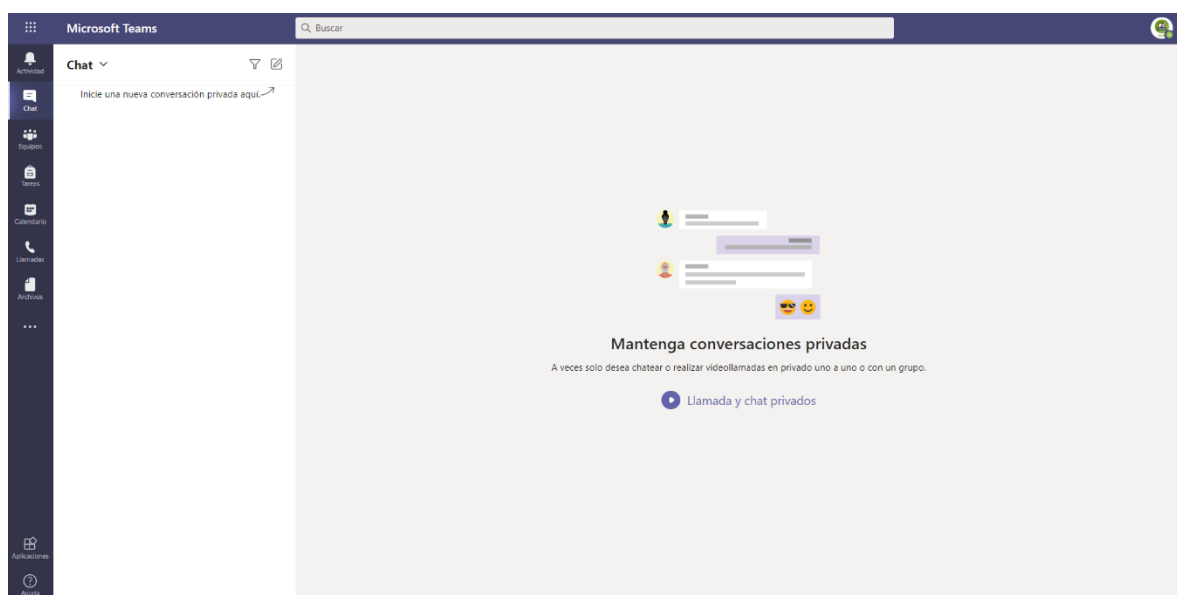 Microsoft Teams
Buscar
Actividad
Chat
Equipos
Tareas
Calendario
Llamadas
Archivos
Aplicaciones
Ayuda
Chat
Inicie una nueva conversación privada aquí.
Mantenga conversaciones privadas
A veces solo desea chatear o realizar videollamadas en privado uno a uno o con un grupo.
Llamada y chat privados